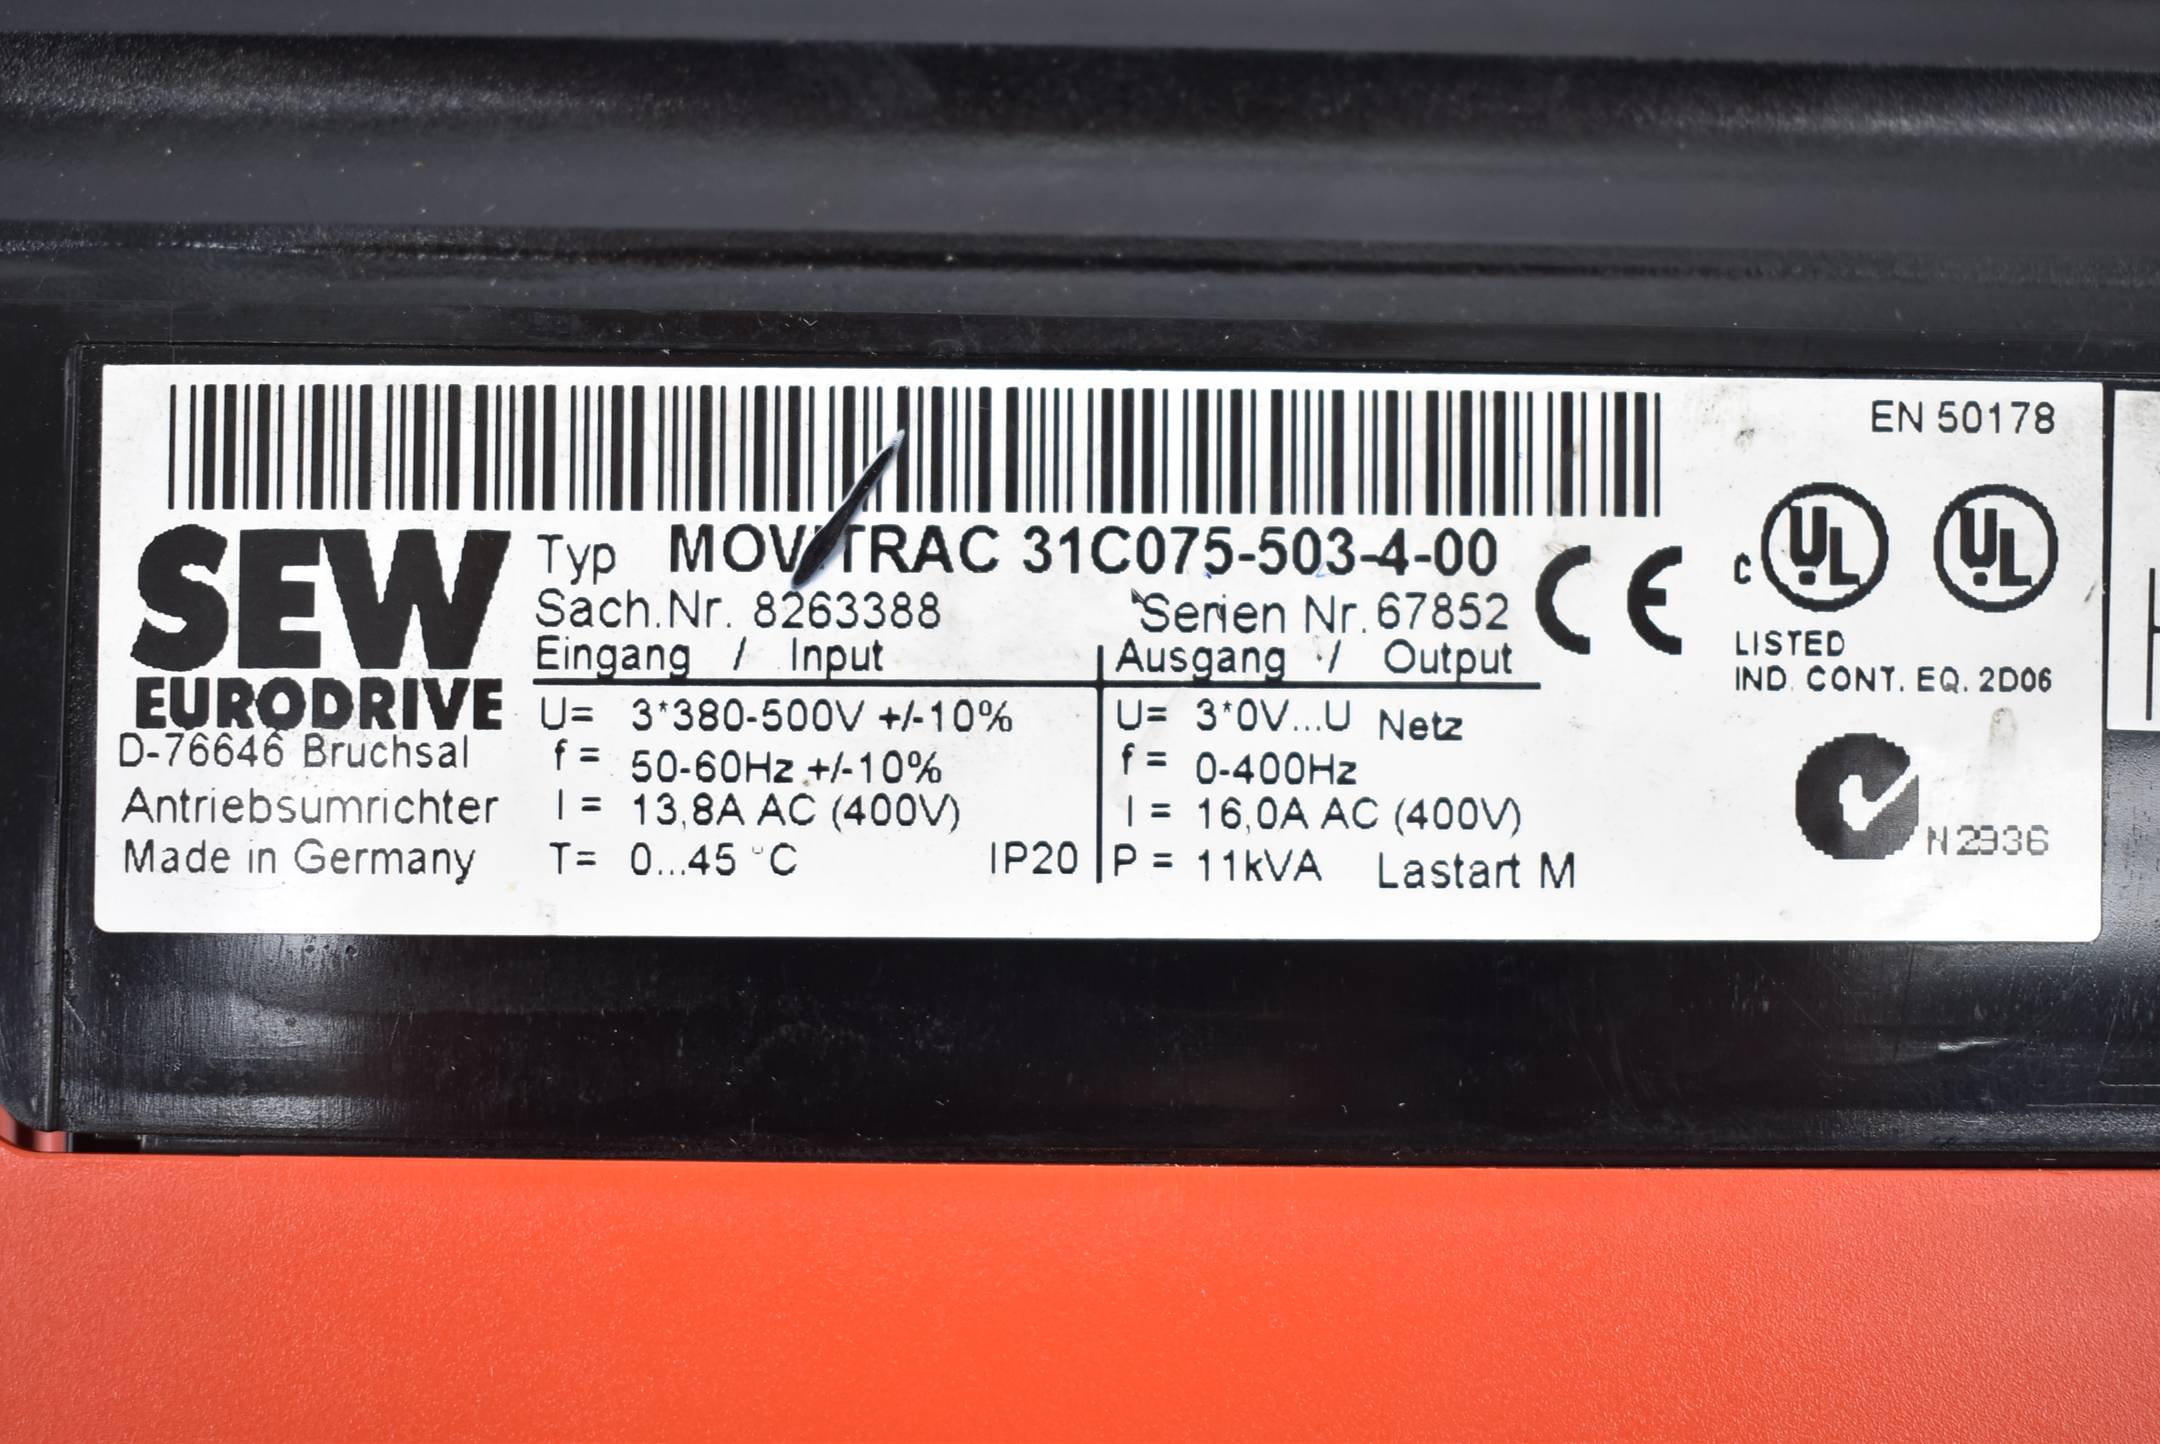 EN 50178
SEW
EURODRIVE
D-76646 Bruchsal
Antriebsumrichter
Made in Germany
Typ MOVITRAC 31C075-503-4-00
Sach.Nr. 8263388 Serien Nr. 67852
Eingang / Input Ausgang / Output
U= 3*380-500V +/-10% U= 3*0V...U Netz
f= 50-60Hz +/-10% f= 0-400Hz
I = 13,8A AC (400V) I = 16,0A AC (400V)
T= 0...45 °C IP20 P = 11kVA Lastart M
CE
c UL UL
LISTED
IND. CONT. EQ. 2D06
N 2936